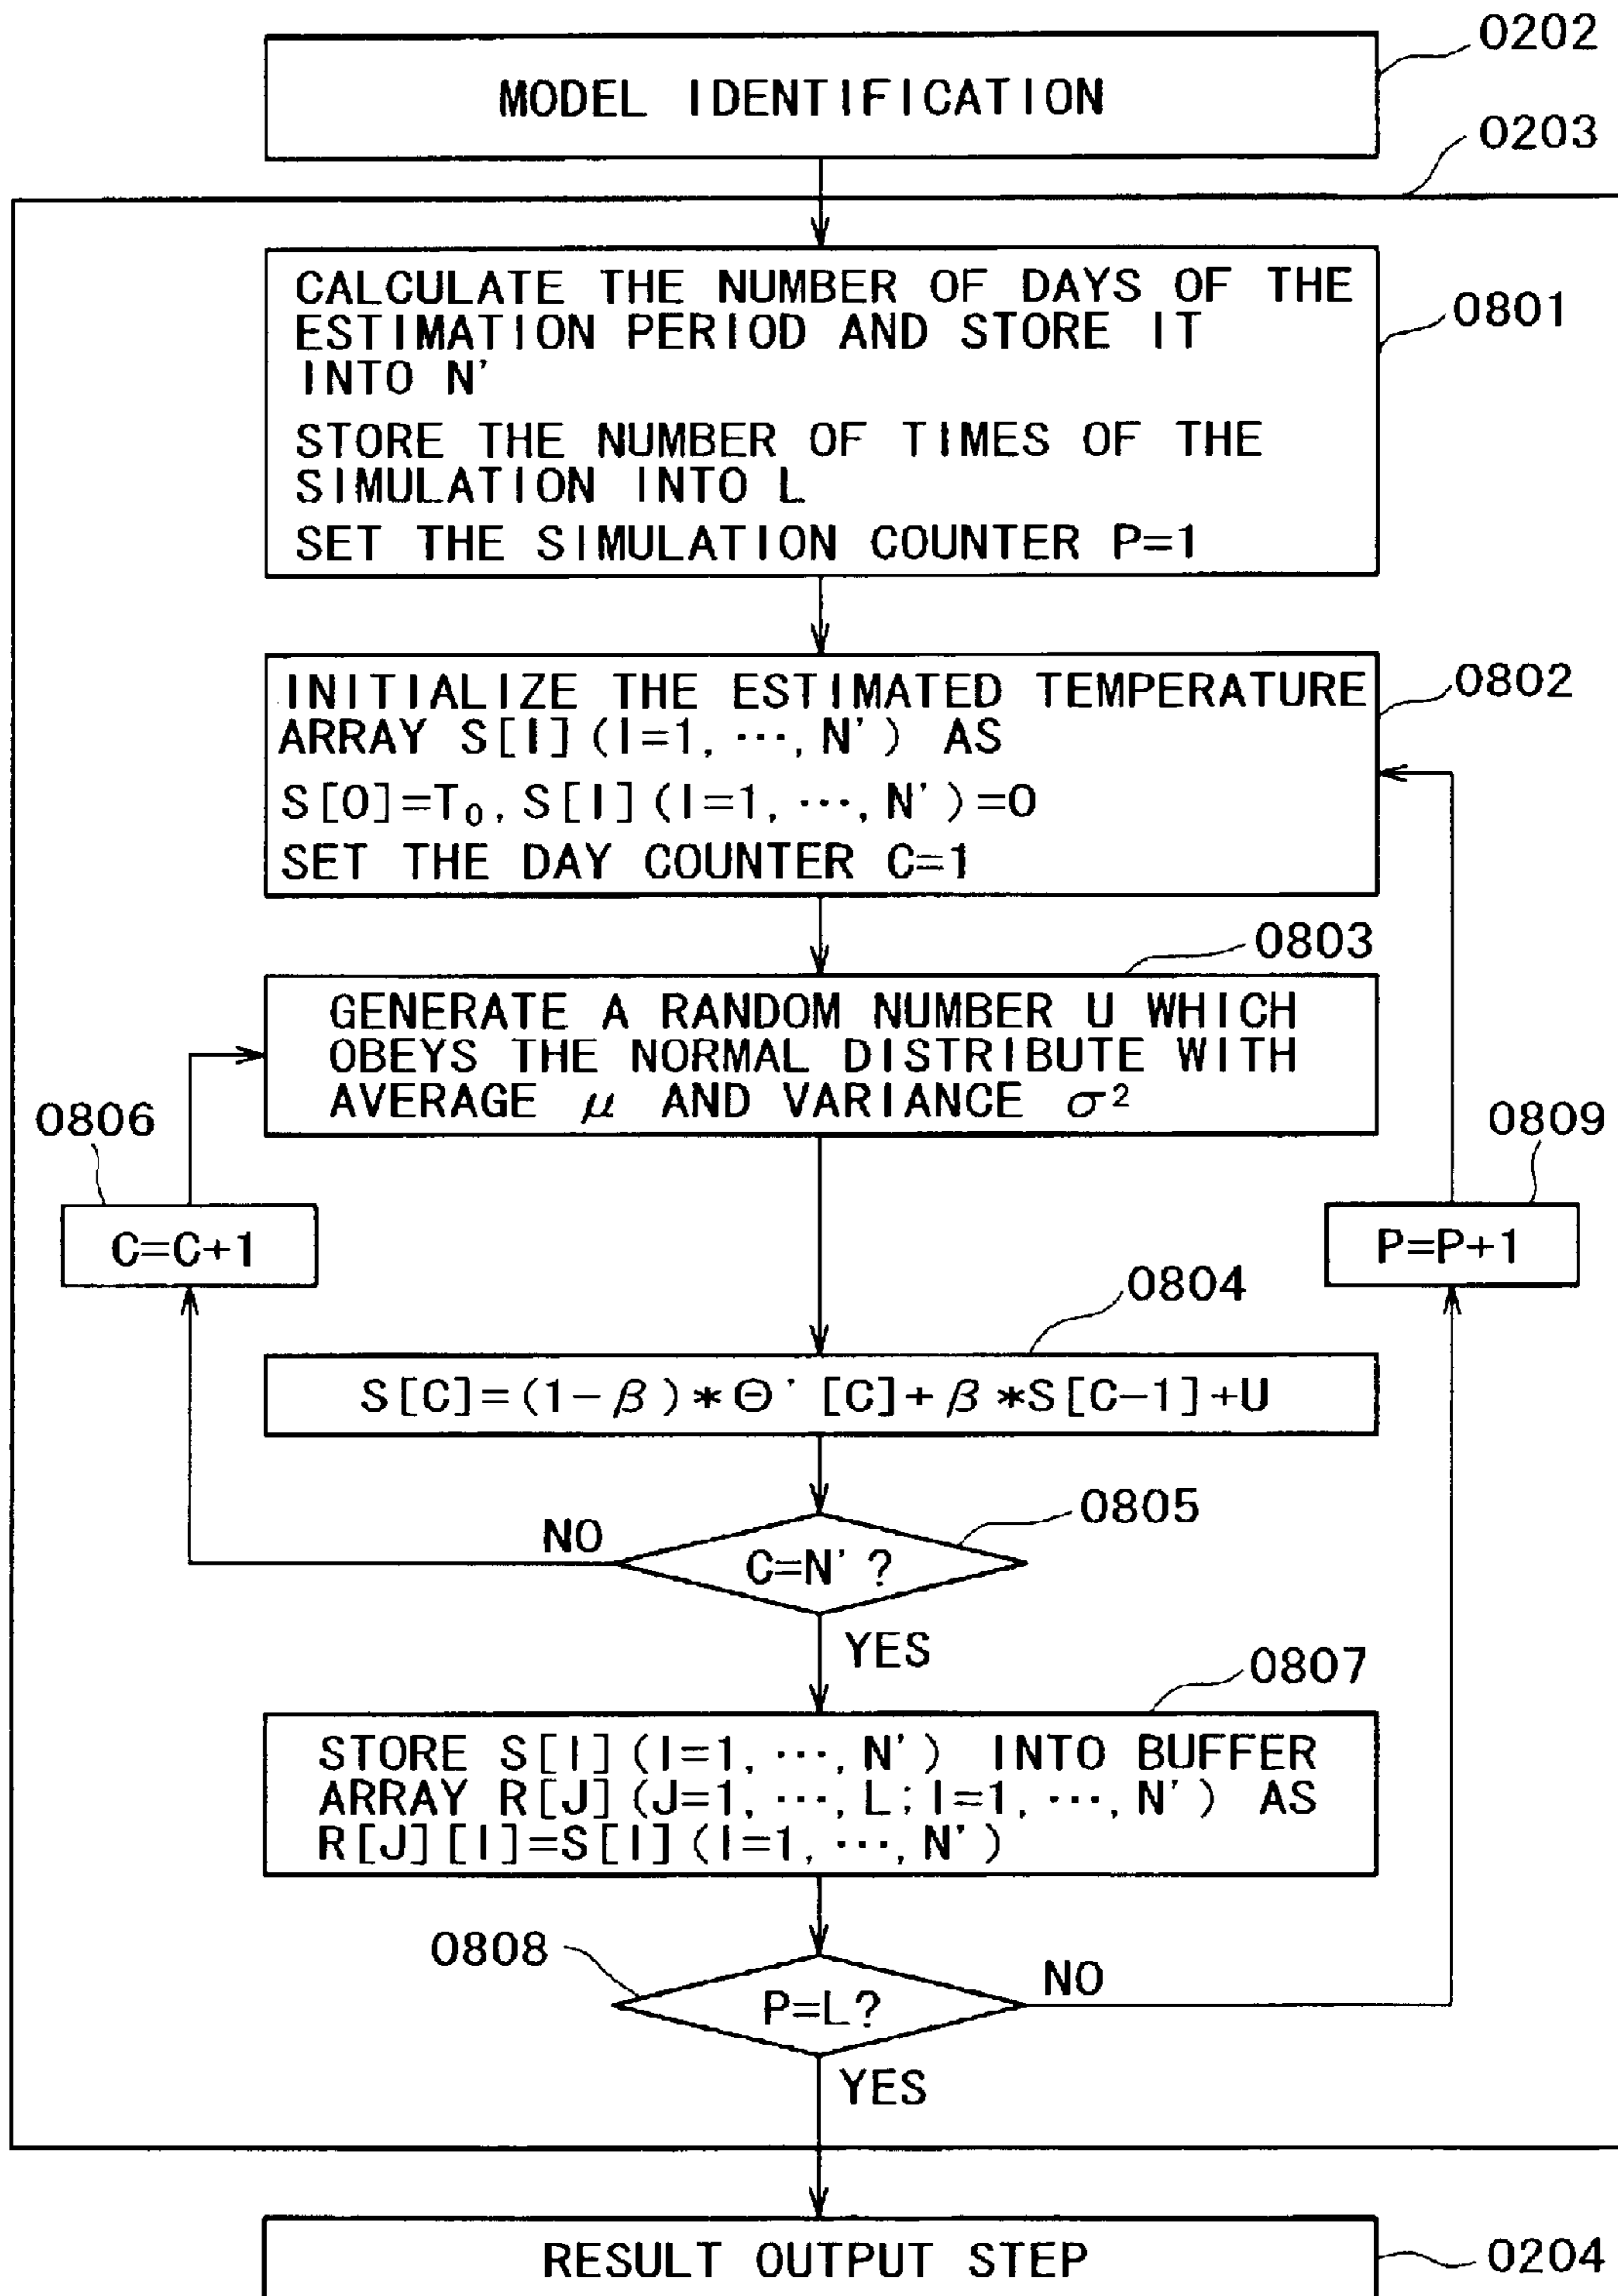 0202
MODEL IDENTIFICATION
0203
CALCULATE THE NUMBER OF DAYS OF THE
ESTIMATION PERIOD AND STORE IT
INTO N'
STORE THE NUMBER OF TIMES OF THE
SIMULATION INTO L
SET THE SIMULATION COUNTER P=1
0801
INITIALIZE THE ESTIMATED TEMPERATURE
ARRAY S[I](I=1, ···, N') AS
S[0]=T₀, S[I](I=1, ···, N')=0
SET THE DAY COUNTER C=1
0802
0803
GENERATE A RANDOM NUMBER U WHICH
OBEYS THE NORMAL DISTRIBUTE WITH
AVERAGE μ AND VARIANCE σ²
0806
0809
C=C+1
P=P+1
0804
S[C]=(1-β)*Θ'[C]+β*S[C-1]+U
0805
NO
C=N'?
YES
0807
STORE S[I](I=1, ···, N') INTO BUFFER
ARRAY R[J](J=1, ···, L;I=1, ···, N') AS
R[J][I]=S[I](I=1, ···, N')
0808
NO
P=L?
YES
RESULT OUTPUT STEP
0204